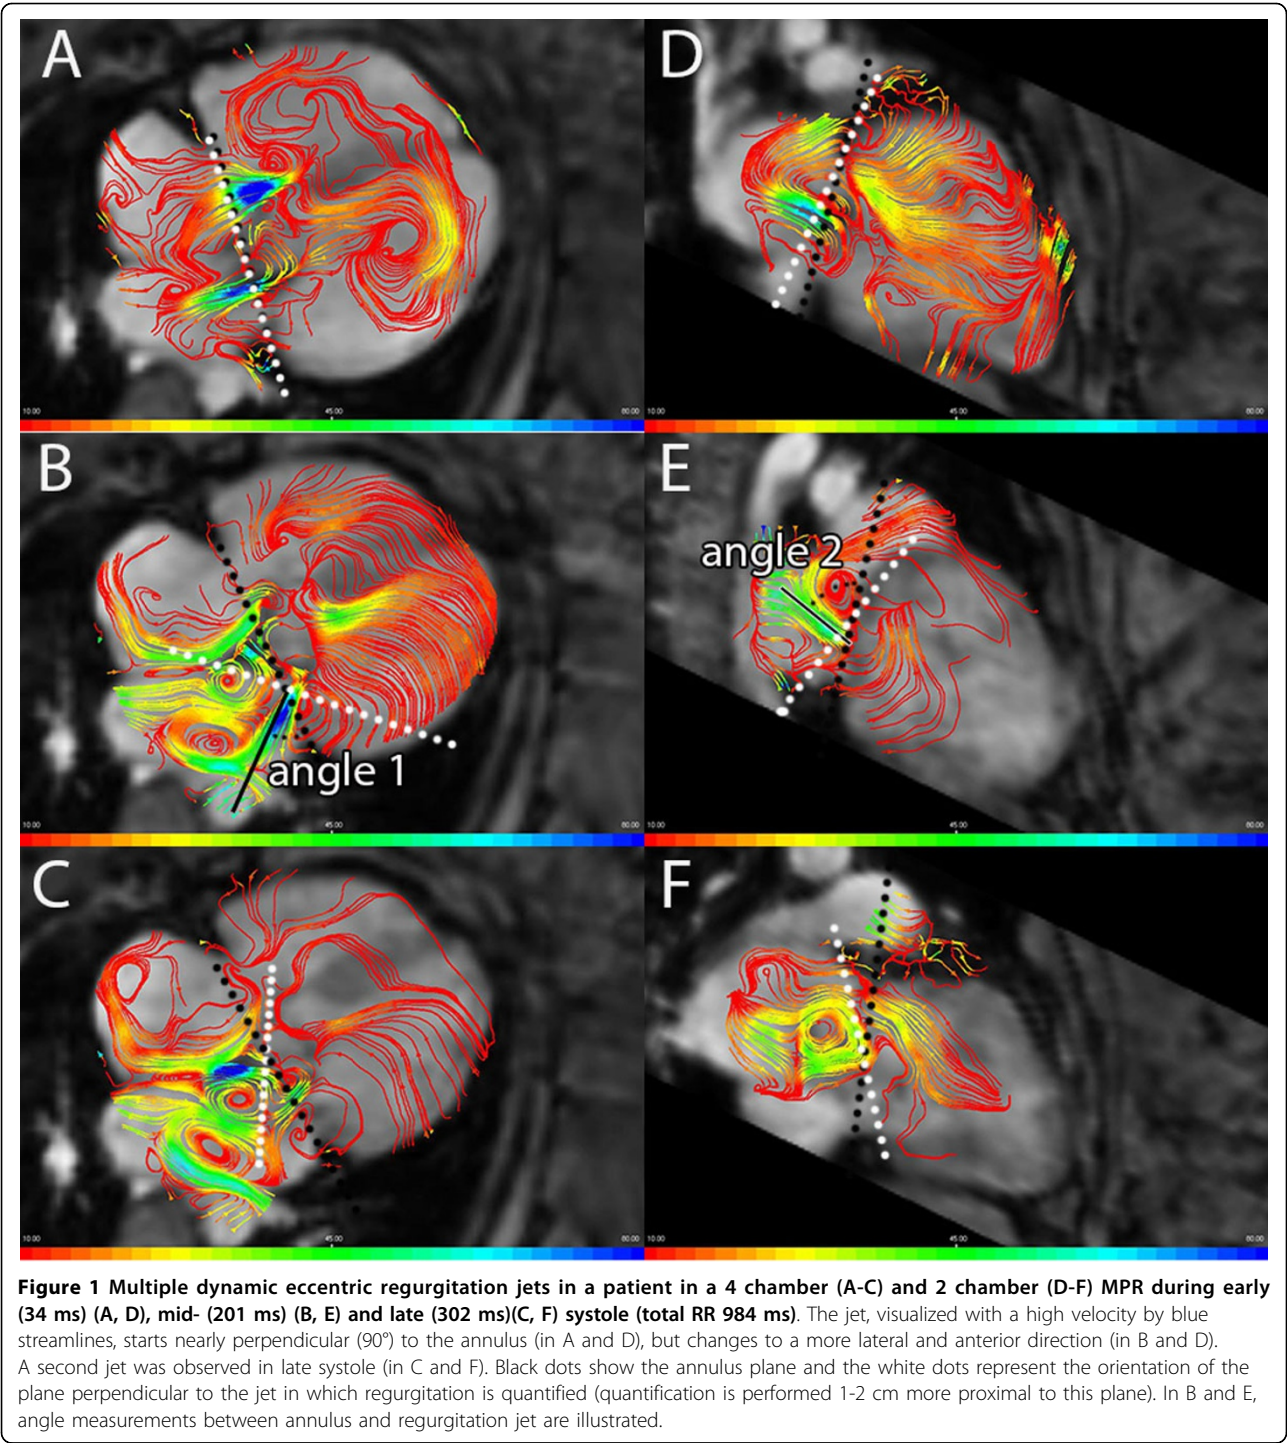 A
D
10.00 45.00 80.00
10.00 45.00 80.00
B
E
angle 2
angle 1
10.00 45.00 80.00
10.00 45.00 80.00
C
F
10.00 45.00 80.00
10.00 45.00 80.00
Figure 1 Multiple dynamic eccentric regurgitation jets in a patient in a 4 chamber (A-C) and 2 chamber (D-F) MPR during early
(34 ms) (A, D), mid- (201 ms) (B, E) and late (302 ms)(C, F) systole (total RR 984 ms). The jet, visualized with a high velocity by blue
streamlines, starts nearly perpendicular (90°) to the annulus (in A and D), but changes to a more lateral and anterior direction (in B and D).
A second jet was observed in late systole (in C and F). Black dots show the annulus plane and the white dots represent the orientation of the
plane perpendicular to the jet in which regurgitation is quantified (quantification is performed 1-2 cm more proximal to this plane). In B and E,
angle measurements between annulus and regurgitation jet are illustrated.